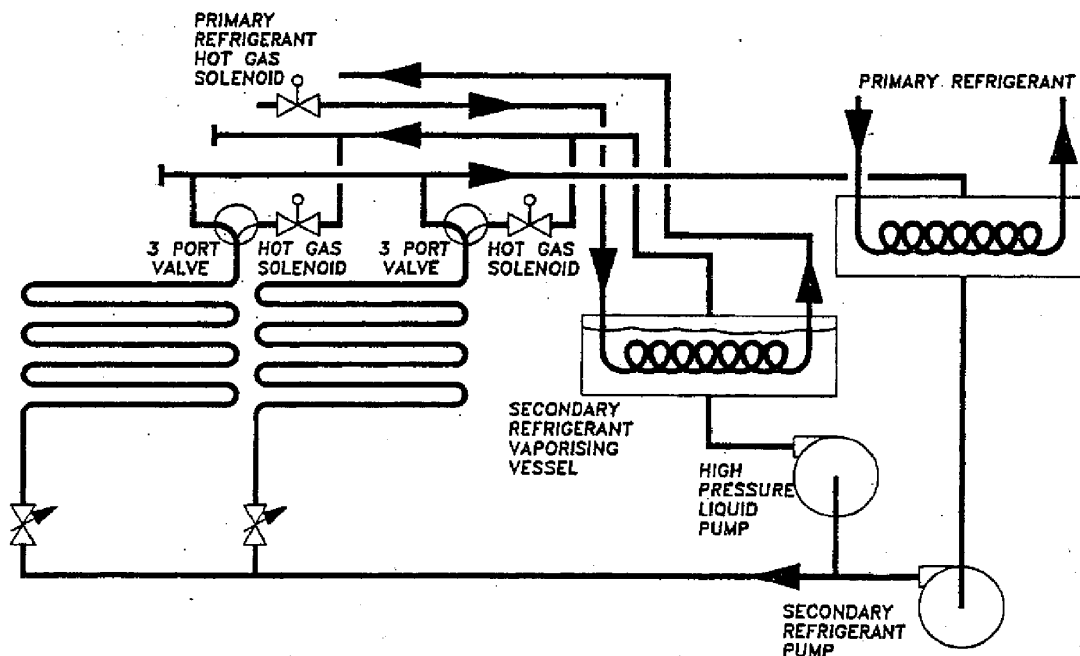 PRIMARY
REFRIGERANT
HOT GAS
SOLENOID
PRIMARY REFRIGERANT
3 PORT
VALVE
HOT GAS
SOLENOID
3 PORT
VALVE
HOT GAS
SOLENOID
SECONDARY
REFRIGERANT
VAPORISING
VESSEL
HIGH
PRESSURE
LIQUID
PUMP
SECONDARY
REFRIGERANT
PUMP